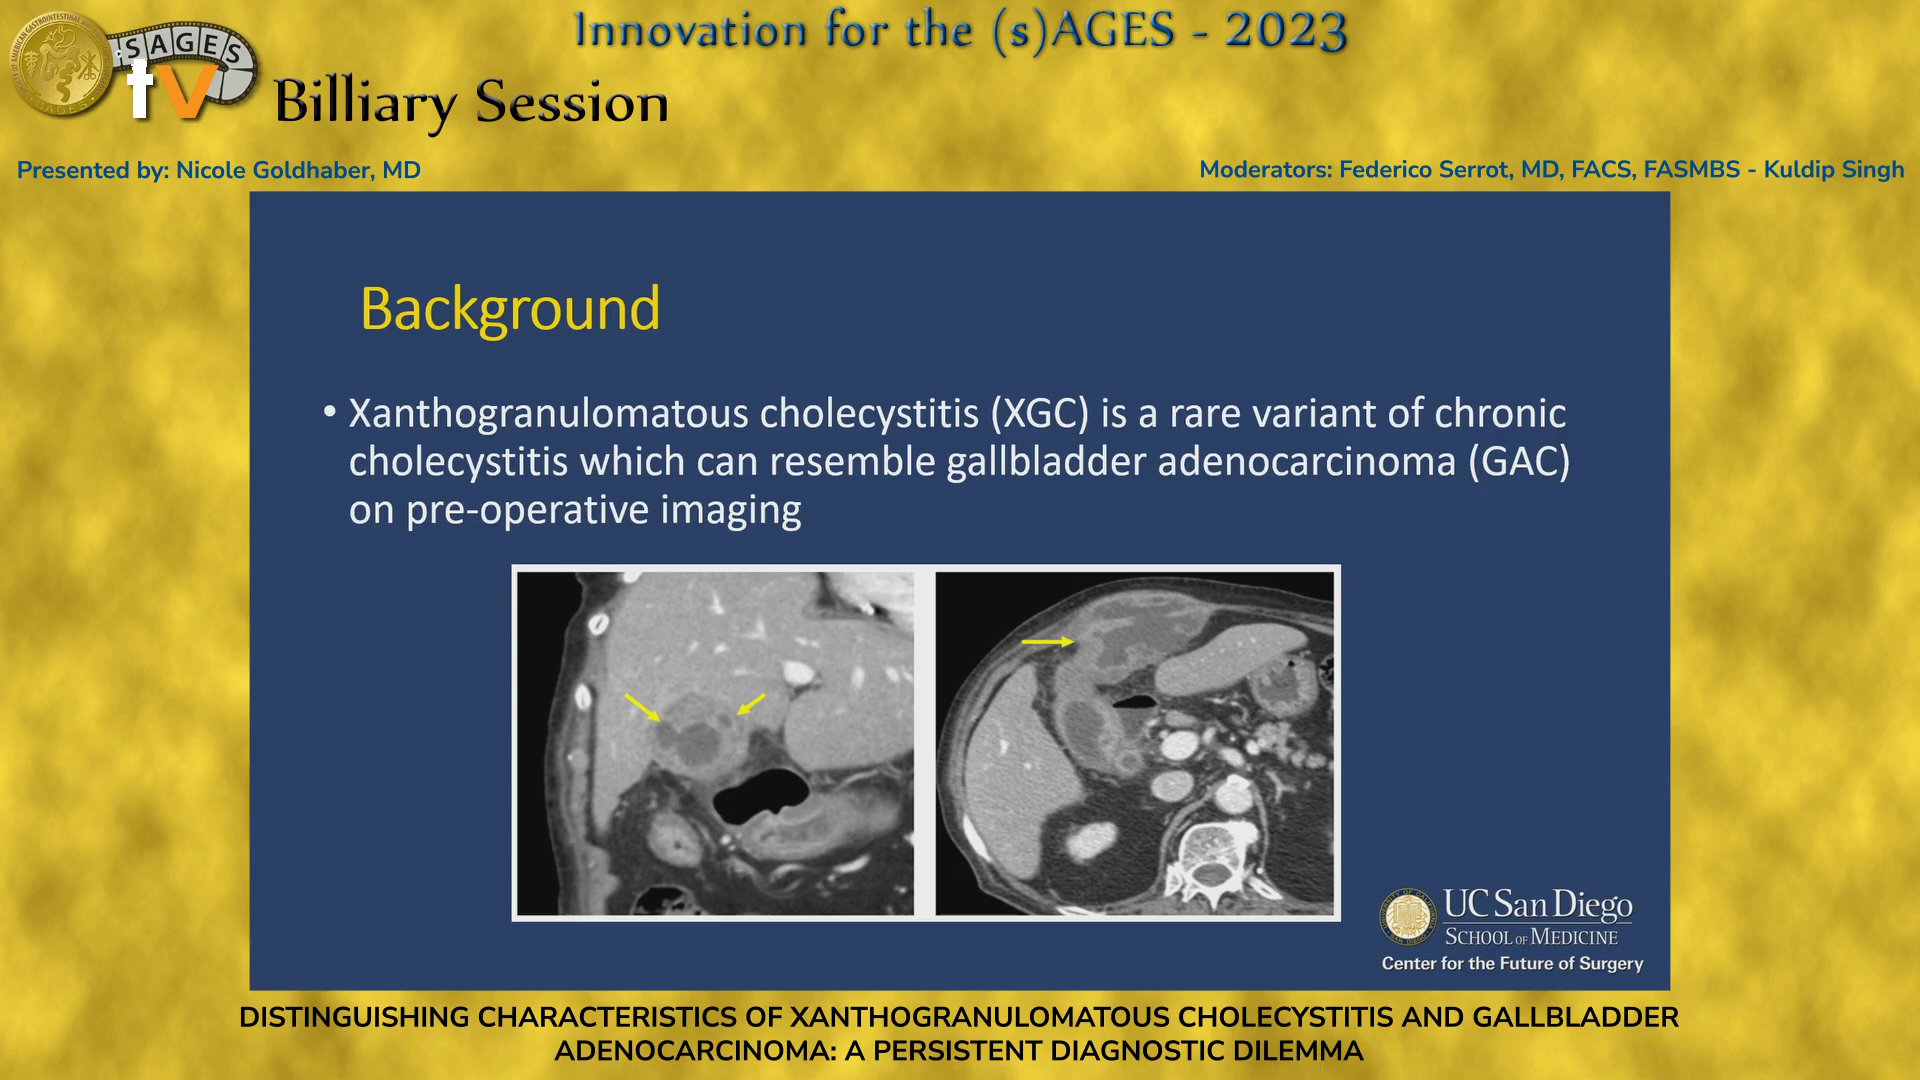 Innovation for the (s)AGES - 2023
SAGES
tv
Billiary Session
Presented by: Nicole Goldhaber, MD
Moderators: Federico Serrot, MD, FACS, FASMBS - Kuldip Singh
Background
• Xanthogranulomatous cholecystitis (XGC) is a rare variant of chronic
cholecystitis which can resemble gallbladder adenocarcinoma (GAC)
on pre-operative imaging
UC San Diego
SCHOOL OF MEDICINE
Center for the Future of Surgery
DISTINGUISHING CHARACTERISTICS OF XANTHOGRANULOMATOUS CHOLECYSTITIS AND GALLBLADDER
ADENOCARCINOMA: A PERSISTENT DIAGNOSTIC DILEMMA